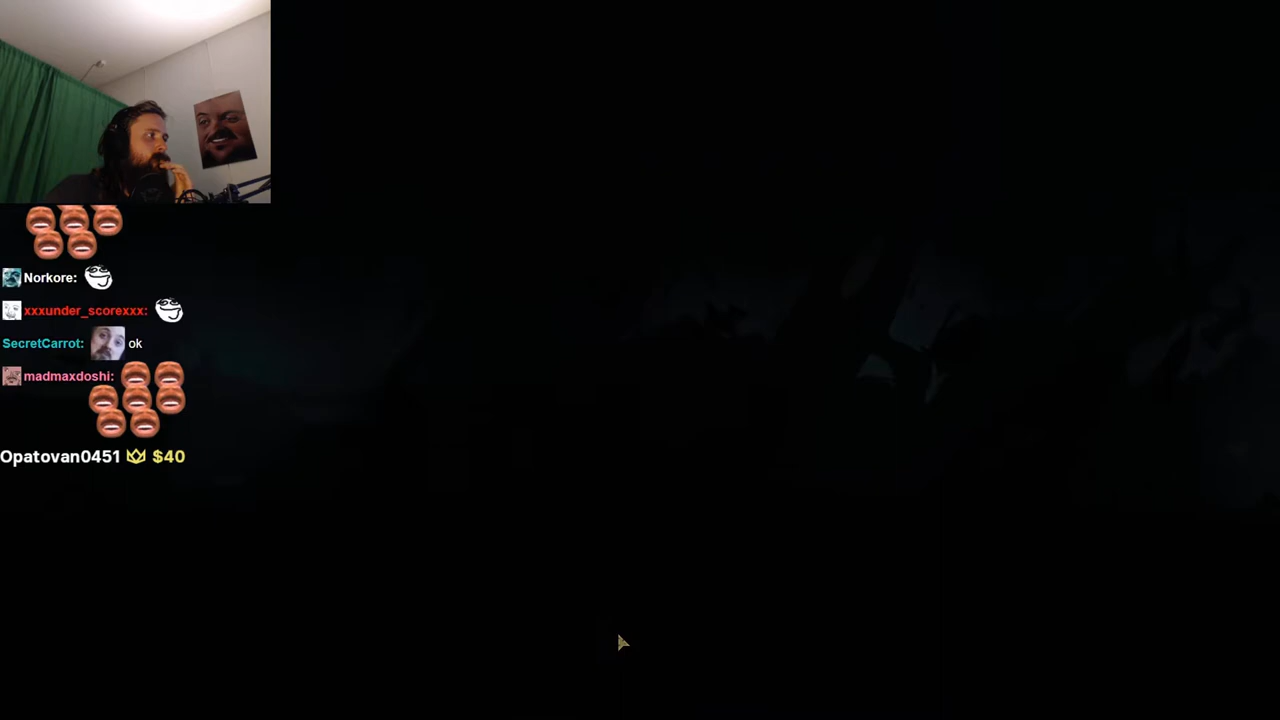 Norkore:
xxxunder_scorexxx:
SecretCarrot: ok
madmaxdoshi:
Opatovan0451 $40